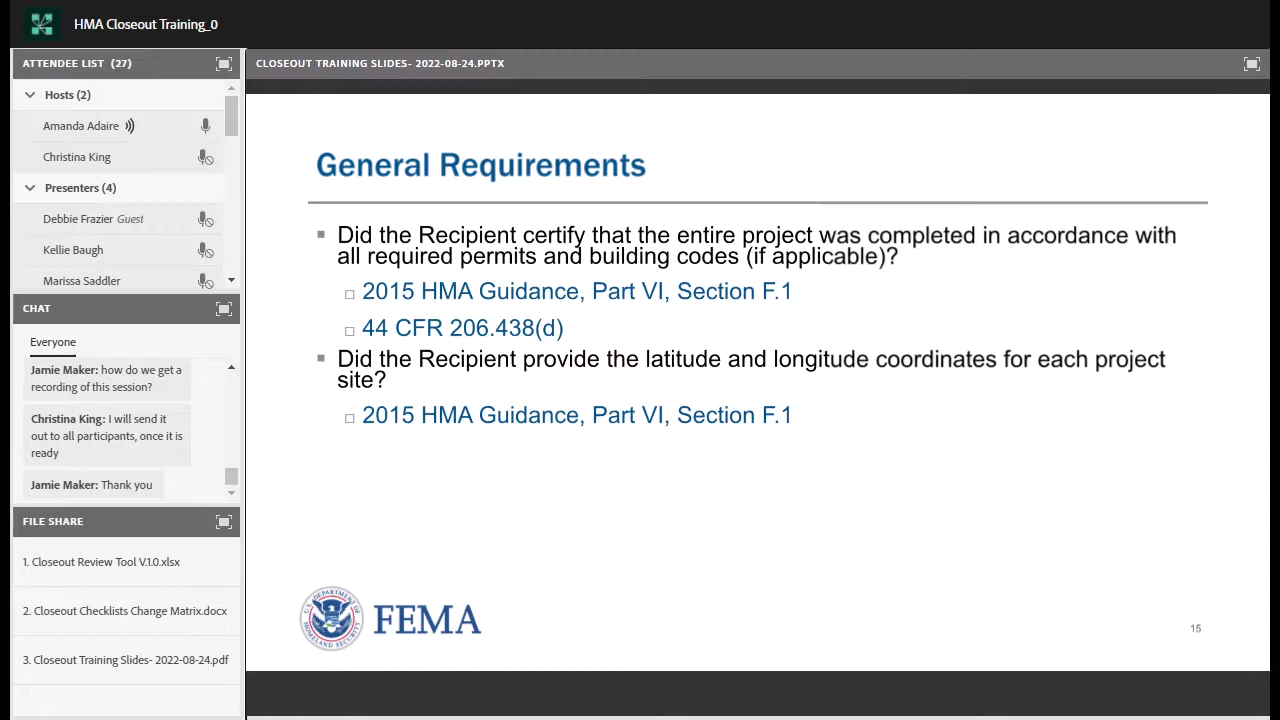 HMA Closeout Training_0
ATTENDEE LIST (27)
Hosts (2)
Amanda Adaire
Christina King
Presenters (4)
Debbie Frazier Guest
Kellie Baugh
Marissa Saddler
CHAT
Everyone
Jamie Maker: how do we get a
recording of this session?
Christina King: I will send it
out to all participants, once it is
ready
Jamie Maker: Thank you
FILE SHARE
1. Closeout Review Tool V.1.0.xlsx
2. Closeout Checklists Change Matrix.docx
3. Closeout Training Slides- 2022-08-24.pdf
CLOSEOUT TRAINING SLIDES- 2022-08-24.PPTX
General Requirements
Did the Recipient certify that the entire project was completed in accordance with
all required permits and building codes (if applicable)?
2015 HMA Guidance, Part VI, Section F.1
44 CFR 206.438(d)
Did the Recipient provide the latitude and longitude coordinates for each project
site?
2015 HMA Guidance, Part VI, Section F.1
U.S. DEPARTMENT OF
HOMELAND SECURITY
FEMA
15